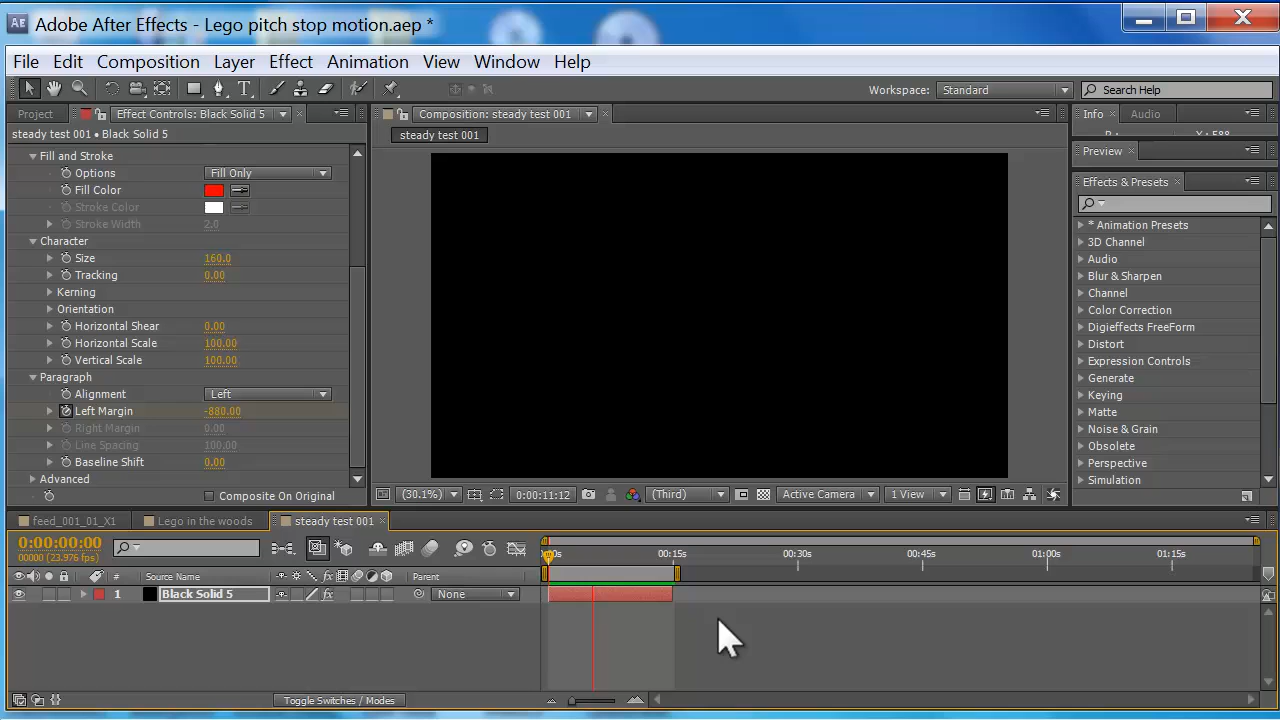 Adobe After Effects - Lego pitch stop motion.aep *
File Edit Composition Layer Effect Animation View Window Help
Workspace: Standard Search Help
Project Effect Controls: Black Solid 5 Composition: steady test 001 Info Audio
steady test 001 • Black Solid 5 steady test 001
Preview
Fill and Stroke
Options Fill Only
Fill Color
Stroke Color
Stroke Width 2.0
Character
Size 160.0
Tracking 0.00
Kerning
Orientation
Horizontal Shear 0.00
Horizontal Scale 100.00
Vertical Scale 100.00
Paragraph
Alignment Left
Left Margin -880.00
Right Margin 0.00
Line Spacing 100.00
Baseline Shift 0.00
Advanced
Composite On Original
Effects & Presets
* Animation Presets
3D Channel
Audio
Blur & Sharpen
Channel
Color Correction
Digieffects FreeForm
Distort
Expression Controls
Generate
Keying
Matte
Noise & Grain
Obsolete
Perspective
Simulation
(30.1%) 0:00:11:12 (Third) Active Camera 1 View
feed_001_01_X1 Lego in the woods steady test 001
0:00:00:00
00000 (23.976 fps)
00s 00:15s 00:30s 00:45s 01:00s 01:15s
# Source Name Parent
1 Black Solid 5 None
Toggle Switches / Modes